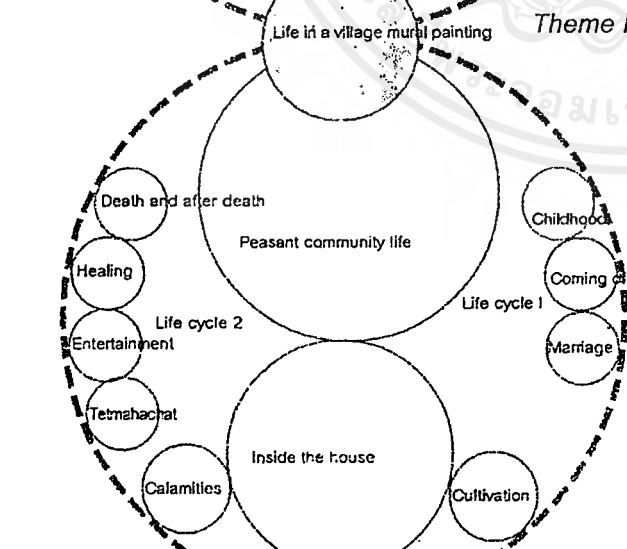 Life in a village mural painting
Theme
Death and after death
Childhood
Peasant community life
Healing
Coming
Life cycle 1
Life cycle 2
Entertainment
Marriage
Tetmahachat
Inside the house
Calamities
Cultivation